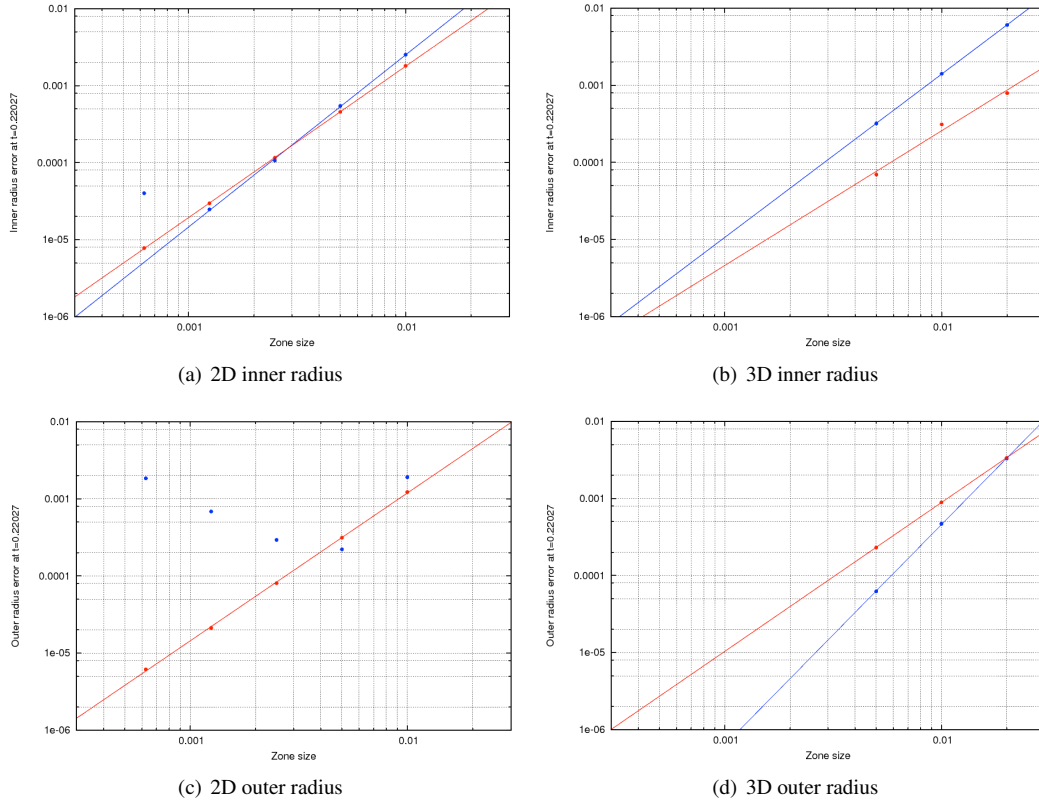 0.01
0.001
0.0001
1e-05
1e-06
Inner radius error at t=0.22027
0.001
0.01
Zone size
(a) 2D inner radius
0.01
0.001
0.0001
1e-05
1e-06
Inner radius error at t=0.22027
0.001
0.01
Zone size
(b) 3D inner radius
0.01
0.001
0.0001
1e-05
1e-06
Outer radius error at t=0.22027
0.001
0.01
Zone size
(c) 2D outer radius
0.01
0.001
0.0001
1e-05
1e-06
Outer radius error at t=0.22027
0.001
0.01
Zone size
(d) 3D outer radius